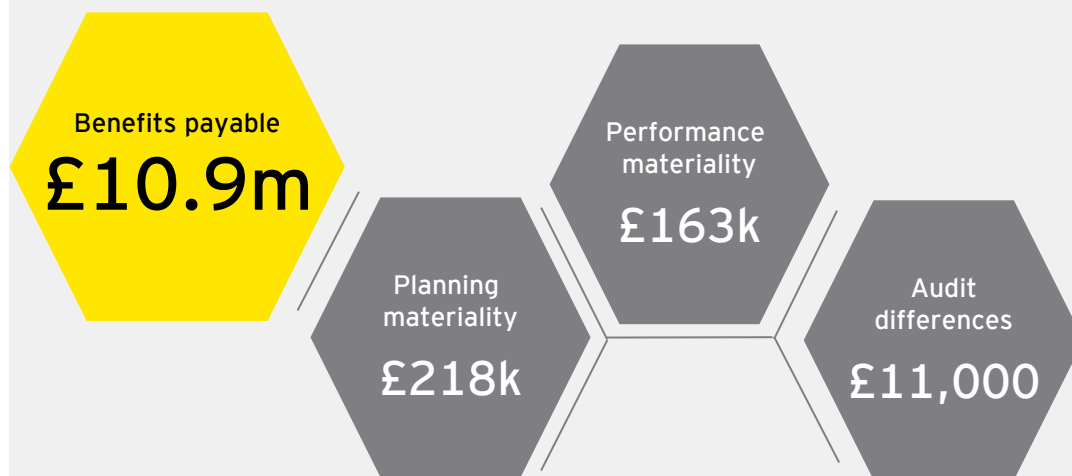 Benefits payable
£10.9m
Performance
materiality
£163k
Planning
materiality
£218k
Audit
differences
£11,000